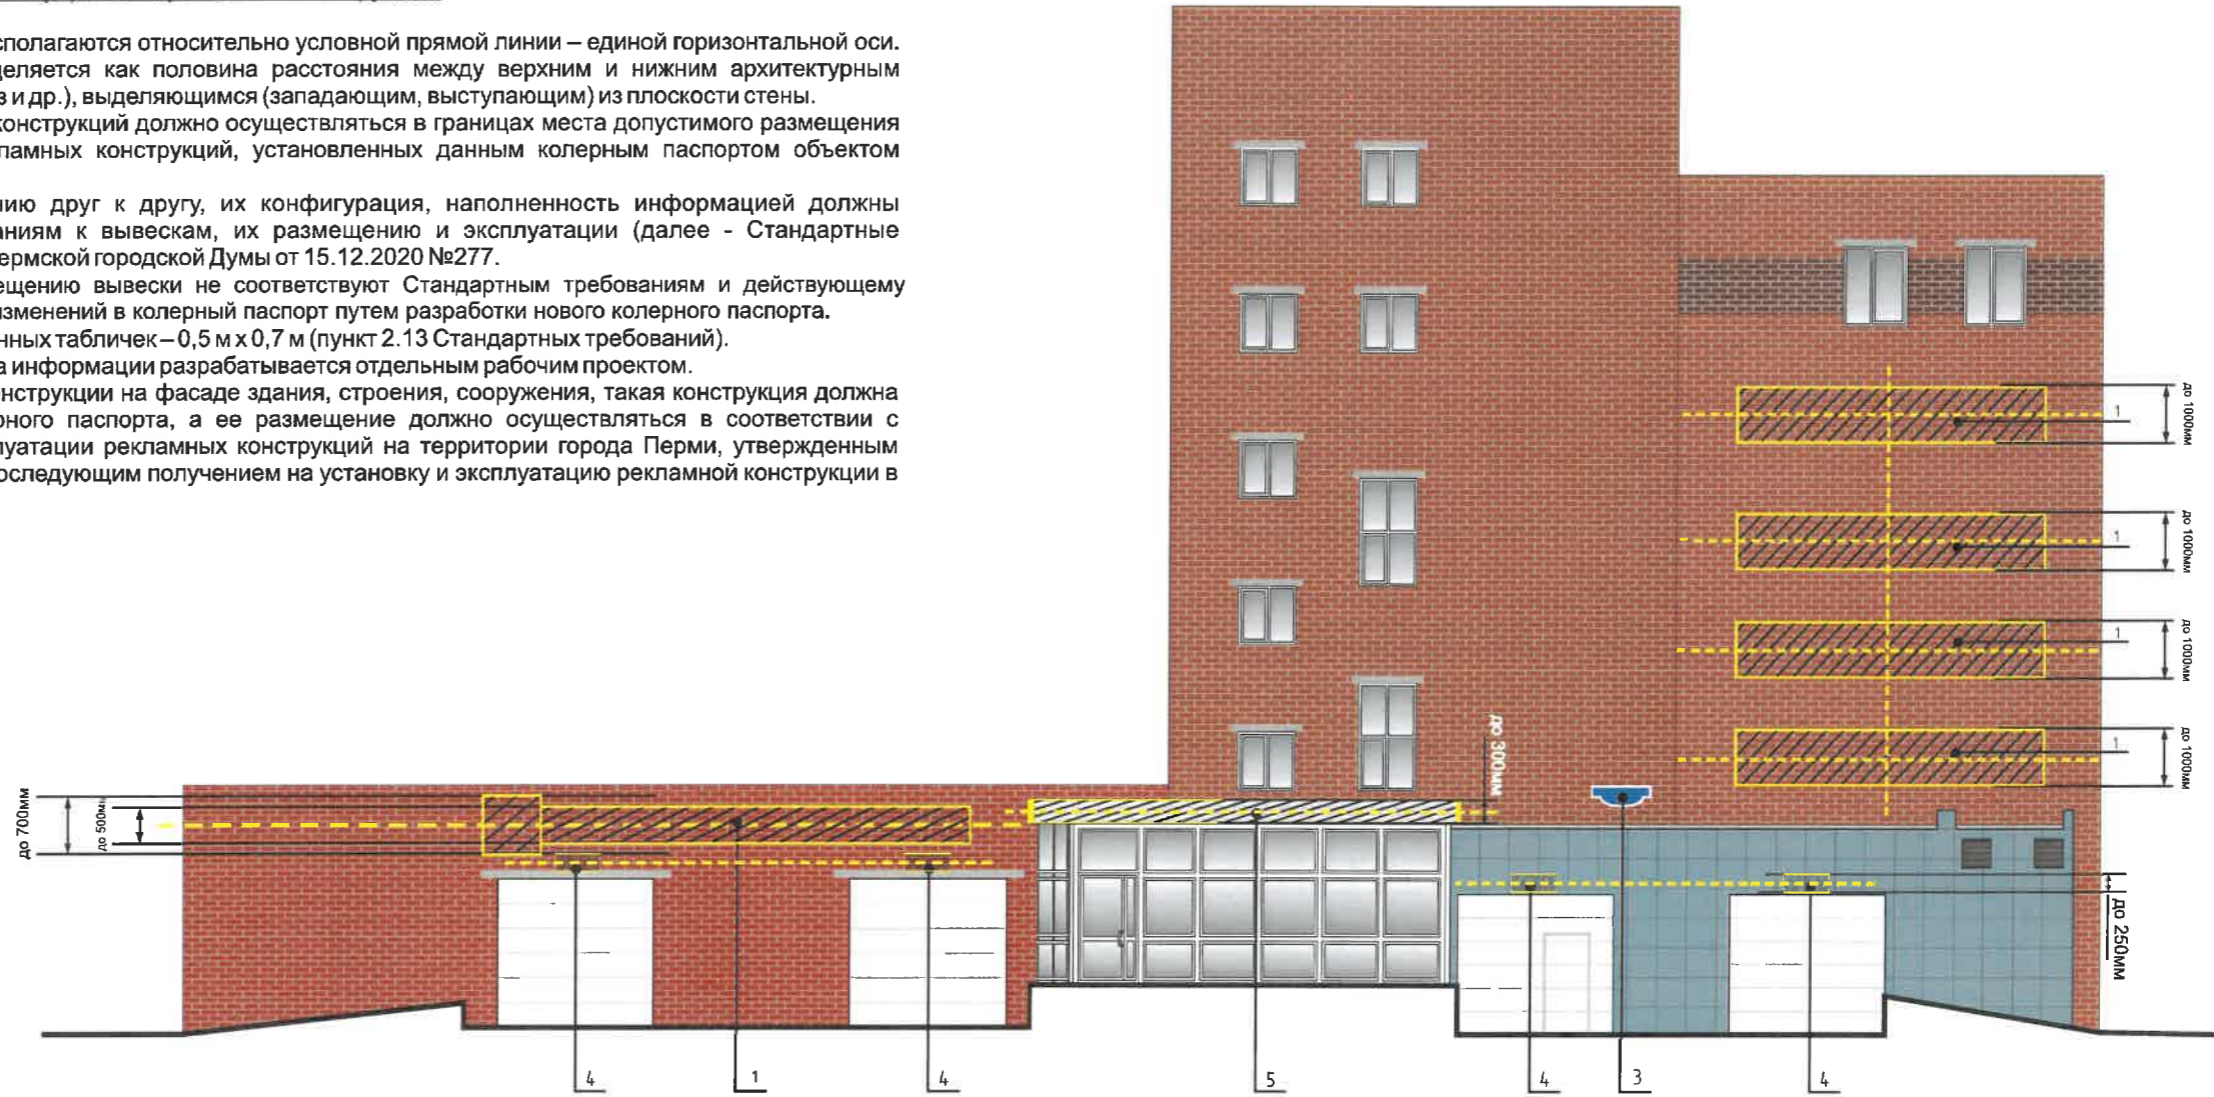 сполагаются относительно условной прямой линии – единой горизонтальной оси.
деляется как половина расстояния между верхним и нижним архитектурным
з и др.), выделяющимся (западающим, выступающим) из плоскости стены.
конструкций должно осуществляться в границах места допустимого размещения
ламных конструкций, установленных данным колерным паспортом объектом
нию друг к другу, их конфигурация, наполненность информацией должны
аниям к вывескам, их размещению и эксплуатации (далее - Стандартные
ермской городской Думы от 15.12.2020 №277.
ещению вывески не соответствуют Стандартным требованиям и действующему
изменений в колерный паспорт путем разработки нового колерного паспорта.
нных табличек – 0,5 м х 0,7 м (пункт 2.13 Стандартных требований).
а информации разрабатывается отдельным рабочим проектом.
нструкции на фасаде здания, строения, сооружения, такая конструкция должна
рного паспорта, а ее размещение должно осуществляться в соответствии с
луатации рекламных конструкций на территории города Перми, утвержденным
оследующим получением на установку и эксплуатацию рекламной конструкции в
1
до 1000мм
1
до 1000мм
1
до 1000мм
1
до 1000мм
до 300мм
до 700мм
до 500мм
до 250мм
4
1
4
5
4
3
4